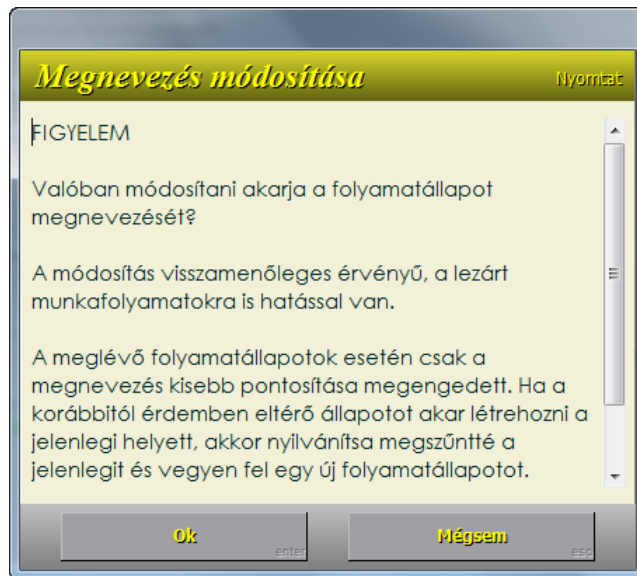 Megnevezés módosítása
Nyomtat
FIGYELEM
Valóban módosítani akarja a folyamatállapot
megnevezését?
A módosítás visszamenőleges érvényű, a lezárt
munkafolyamatokra is hatással van.
A meglévő folyamatállapotok esetén csak a
megnevezés kisebb pontosítása megengedett. Ha a
korábbitól érdemben eltérő állapotot akar létrehozni a
jelenlegi helyett, akkor nyilvánítsa megszűntté a
jelenlegit és vegyen fel egy új folyamatállapotot.
Ok
enter
Mégsem
esc